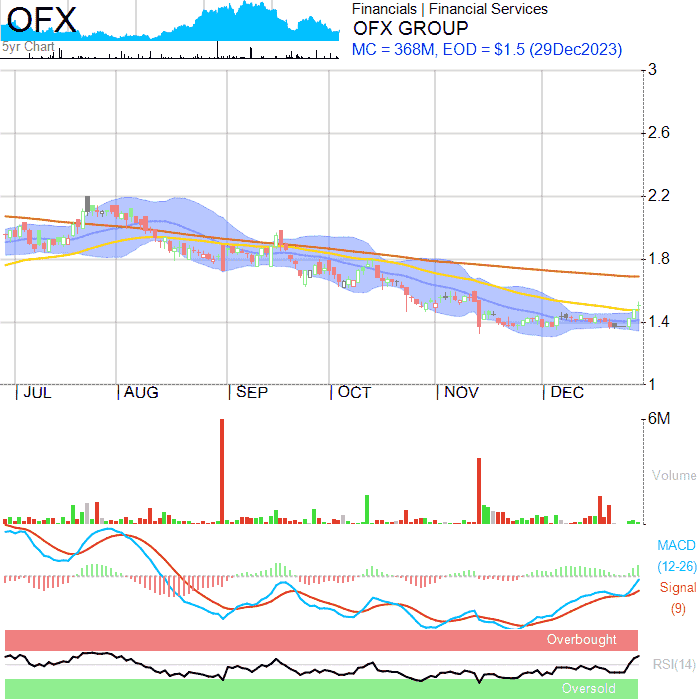 OFX
5yr Chart
Financials | Financial Services
OFX GROUP
MC = 368M, EOD = $1.5 (29Dec2023)
3
2.6
2.2
1.8
1.4
1
JUL AUG SEP OCT NOV DEC
6M
Volume
MACD
(12-26)
Signal
(9)
Overbought
RSI(14)
Oversold